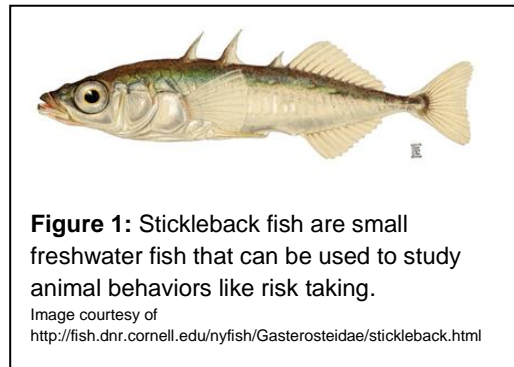 Figure 1: Stickleback fish are small
freshwater fish that can be used to study
animal behaviors like risk taking.
Image courtesy of
http://fish.dnr.cornell.edu/nyfish/Gasterosteidae/stickleback.html